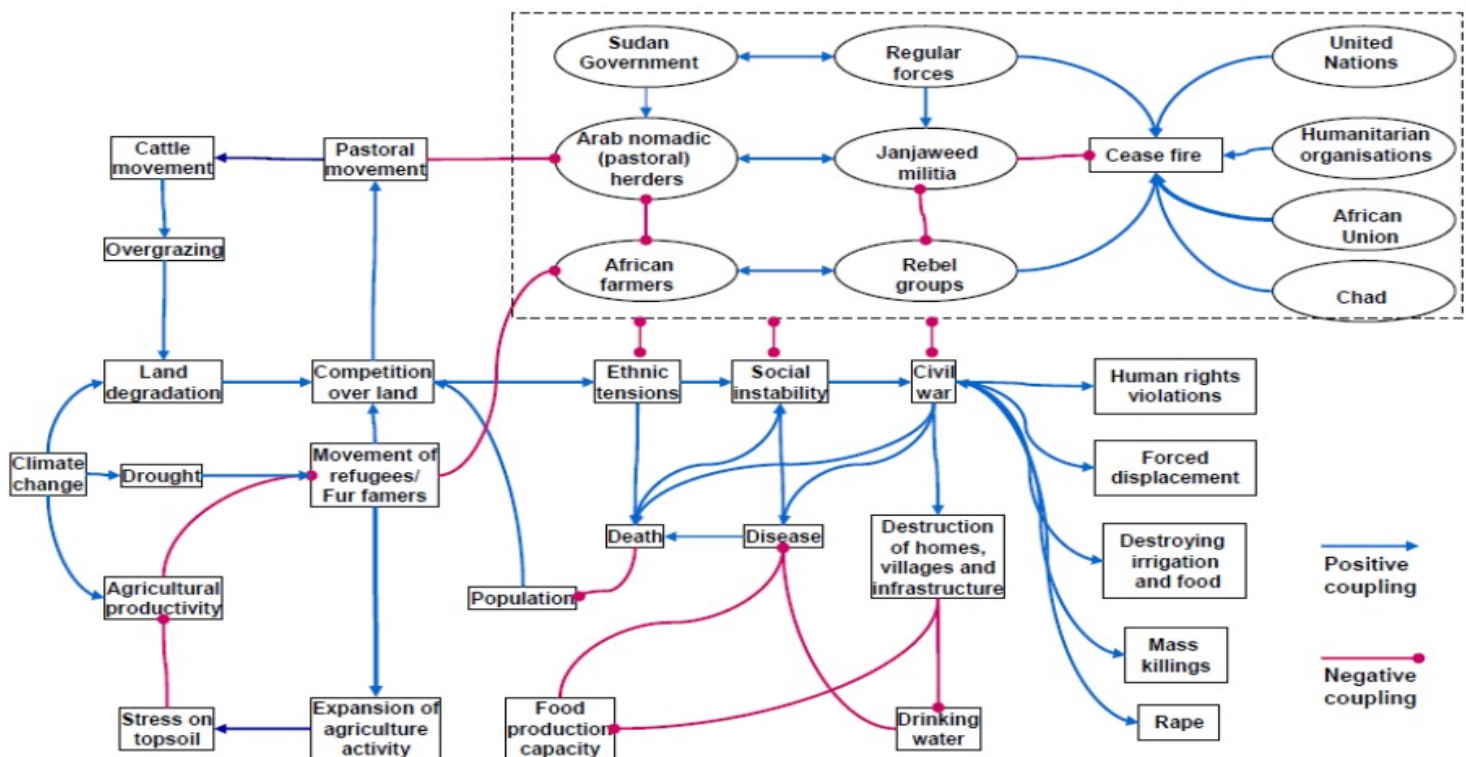 Sudan
Government
Regular
forces
United
Nations
Cattle
movement
Pastoral
movement
Arab nomadic
(pastoral)
herders
Janjaweed
militia
Cease fire
Humanitarian
organisations
Overgrazing
African
farmers
Rebel
groups
African
Union
Chad
Land
degradation
Competition
over land
Ethnic
tensions
Social
instability
Civil
war
Human rights
violations
Climate
change
Drought
Movement of
refugees/
Fur famers
Forced
displacement
Death
Disease
Destruction
of homes,
villages and
infrastructure
Destroying
irrigation
and food
Positive
coupling
Agricultural
productivity
Population
Mass
killings
Negative
coupling
Stress on
topsoil
Expansion of
agriculture
activity
Food
production
capacity
Drinking
water
Rape